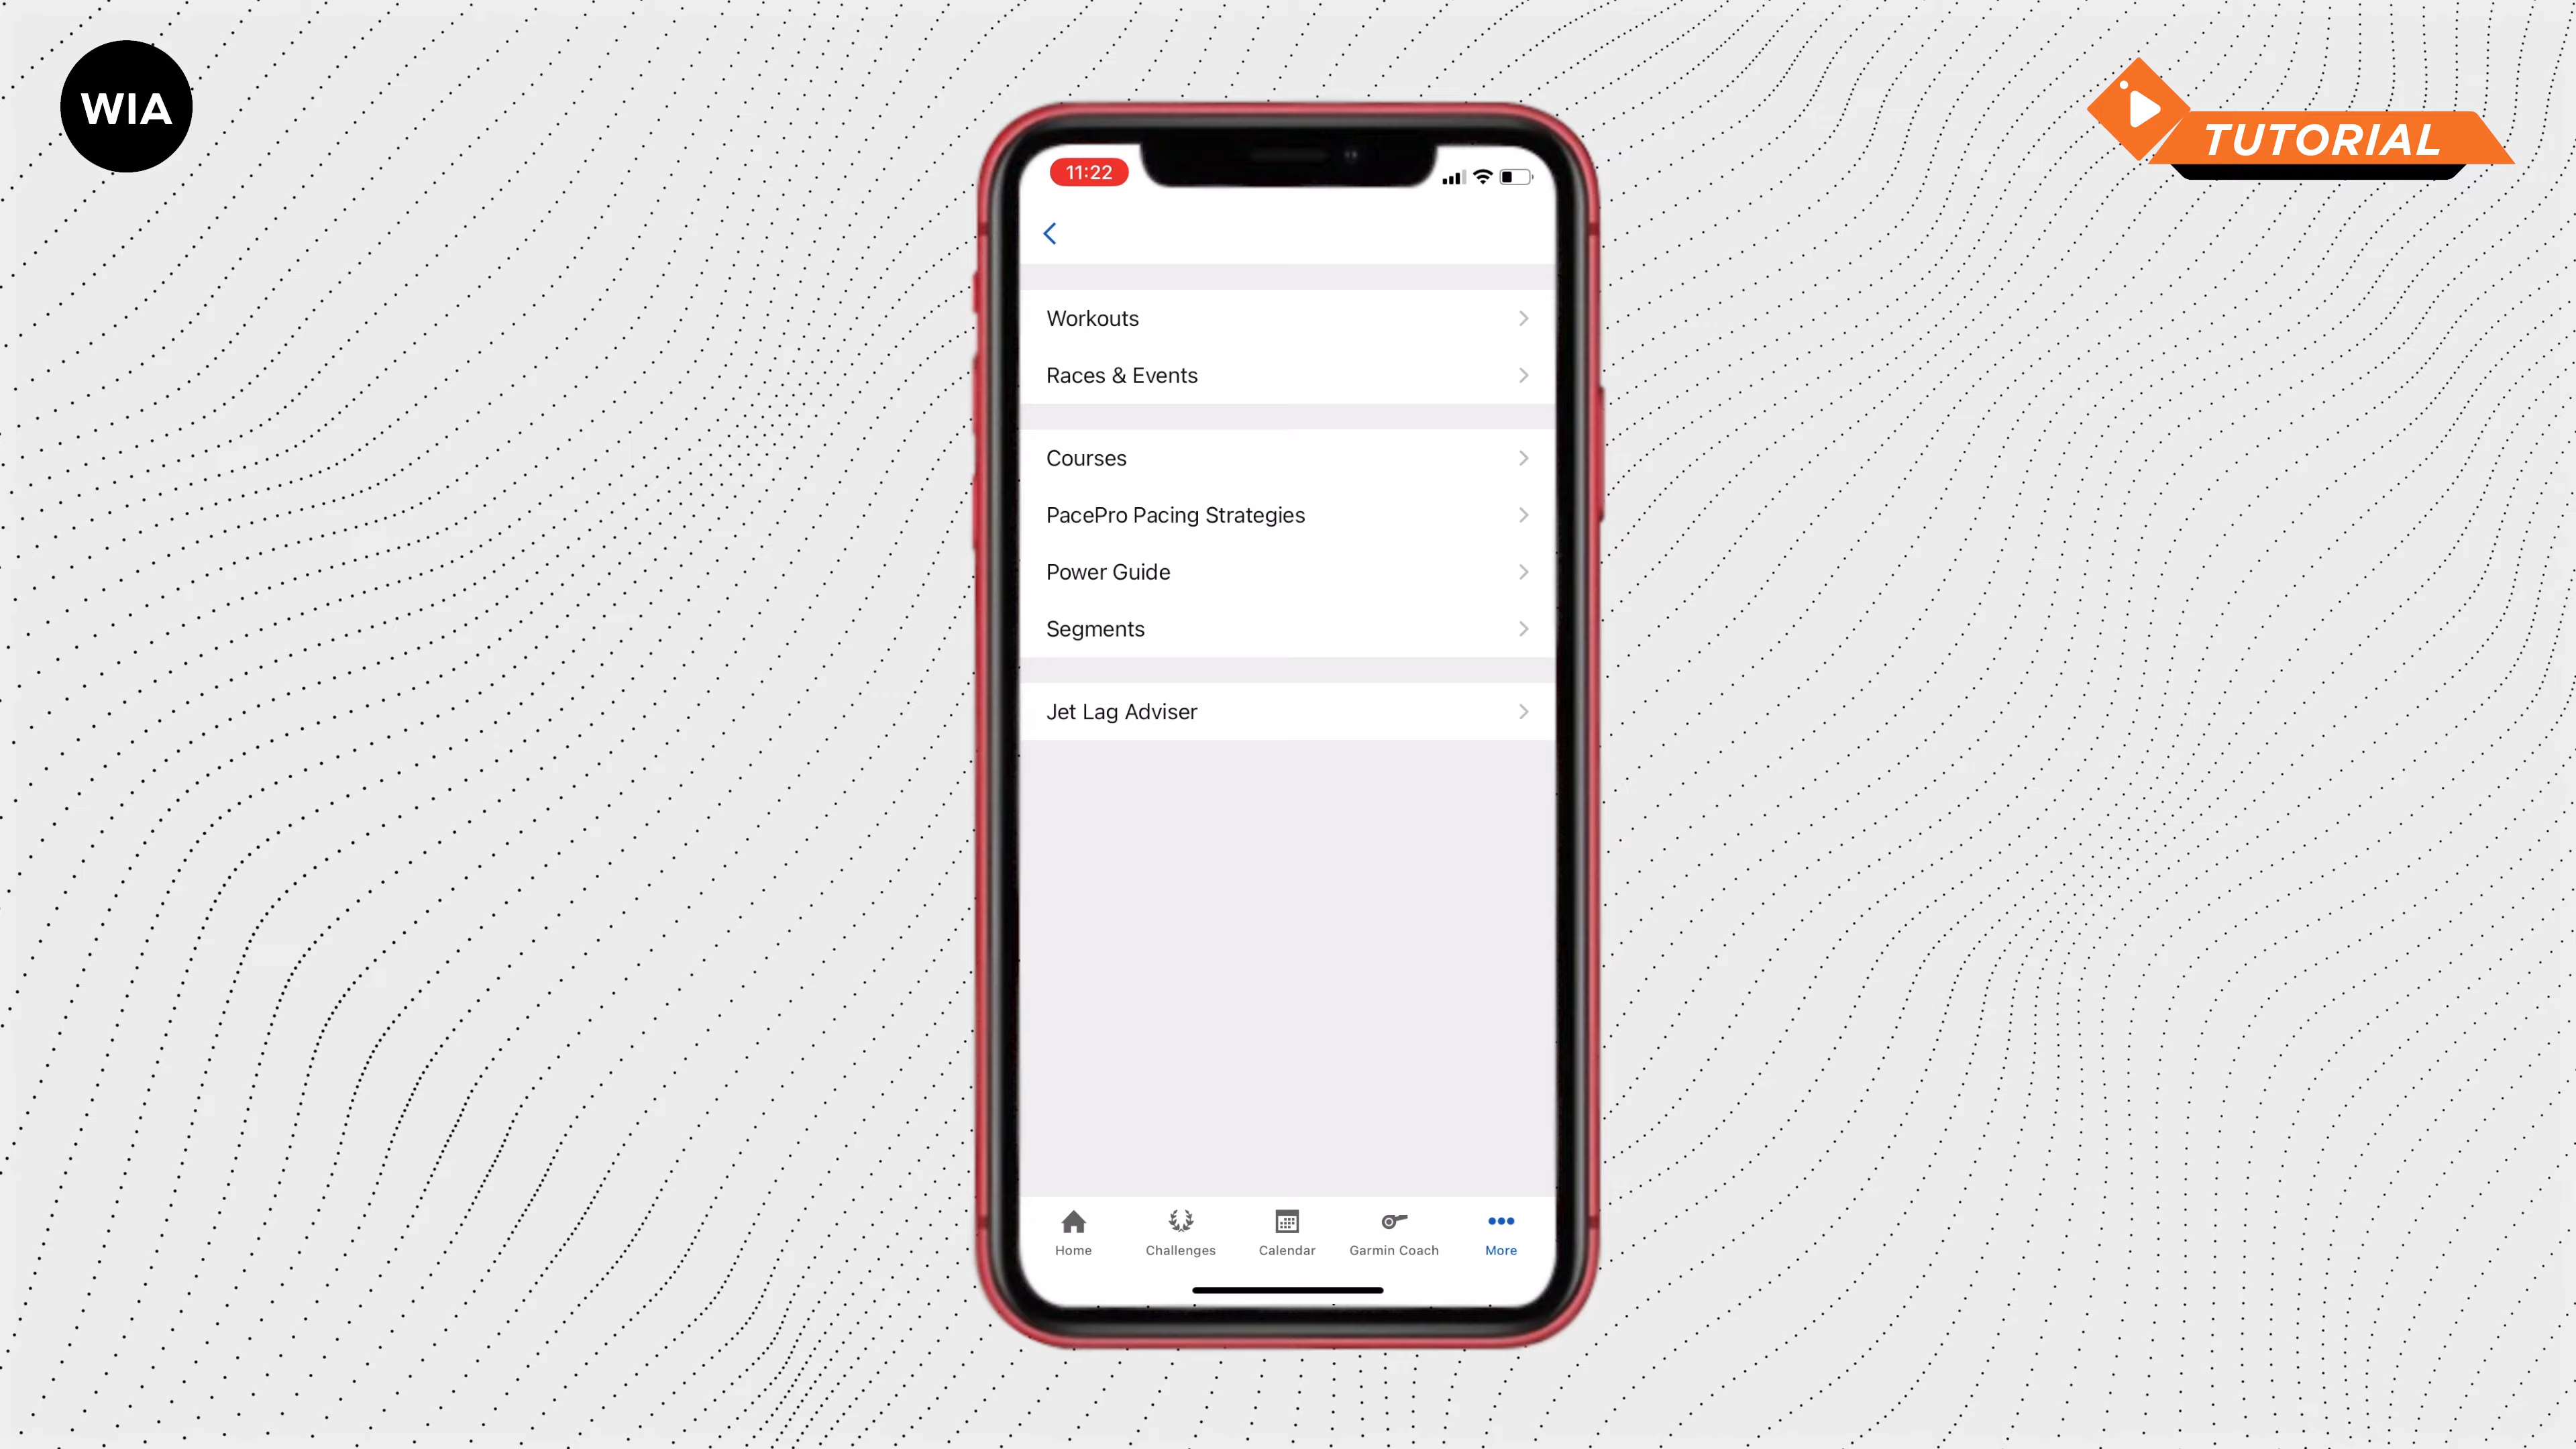 WIA
TUTORIAL
11:22
Workouts
Races & Events
Courses
PacePro Pacing Strategies
Power Guide
Segments
Jet Lag Adviser
Home
Challenges
Calendar
Garmin Coach
More